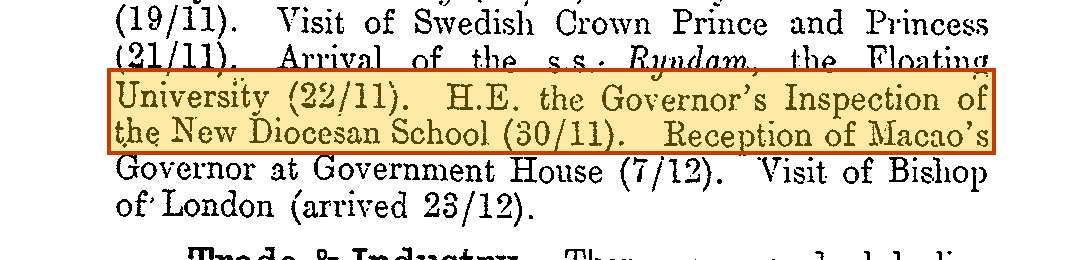 (19/11). Visit of Swedish Crown Prince and Princess
(21/11). Arrival of the s.s. Ryndam, the Floating
University (22/11). H.E. the Governor's Inspection of
the New Diocesan School (30/11). Reception of Macao's
Governor at Government House (7/12). Visit of Bishop
of London (arrived 23/12).
Trade & Industry.